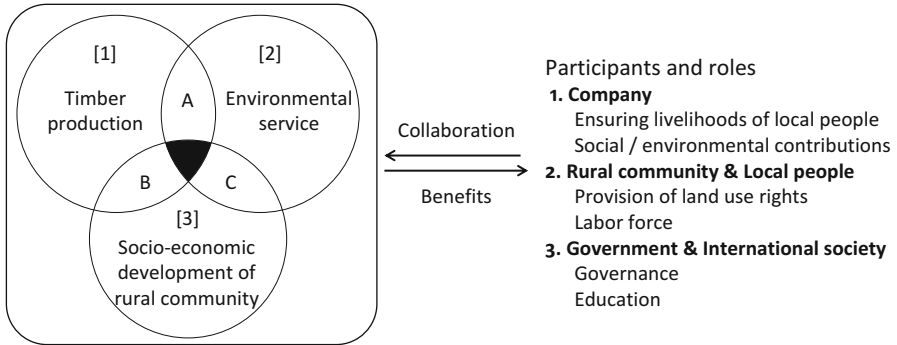 [1]
Timber
production
A
[2]
Environmental
service
B
C
[3]
Socio-economic
development of
rural community
Collaboration
Benefits
Participants and roles
1. Company
Ensuring livelihoods of local people
Social / environmental contributions
2. Rural community & Local people
Provision of land use rights
Labor force
3. Government & International society
Governance
Education